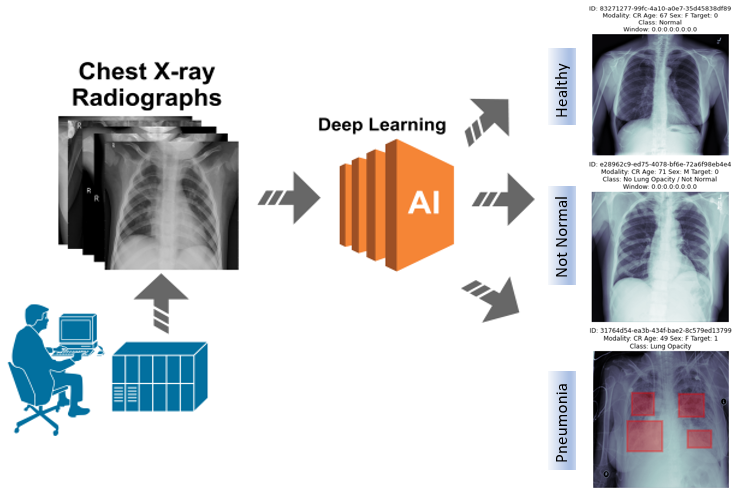 Chest X-ray
Radiographs
R
R
R
Deep Learning
AI
Healthy
ID: 83271277-99fc-4a10-a0e7-35d45838df89
Modality: CR Age: 67 Sex: F Target: 0
Class: Normal
Window: 0.0:0.0:0.0:0.0
Not Normal
ID: e28962c9-ed75-4078-bf6e-72a6f98eb4e4
Modality: CR Age: 71 Sex: M Target: 0
Class: No Lung Opacity / Not Normal
Window: 0.0:0.0:0.0:0.0
Pneumonia
ID: 31764d54-ea3b-434f-bae2-8c579ed13799
Modality: CR Age: 49 Sex: F Target: 1
Class: Lung Opacity